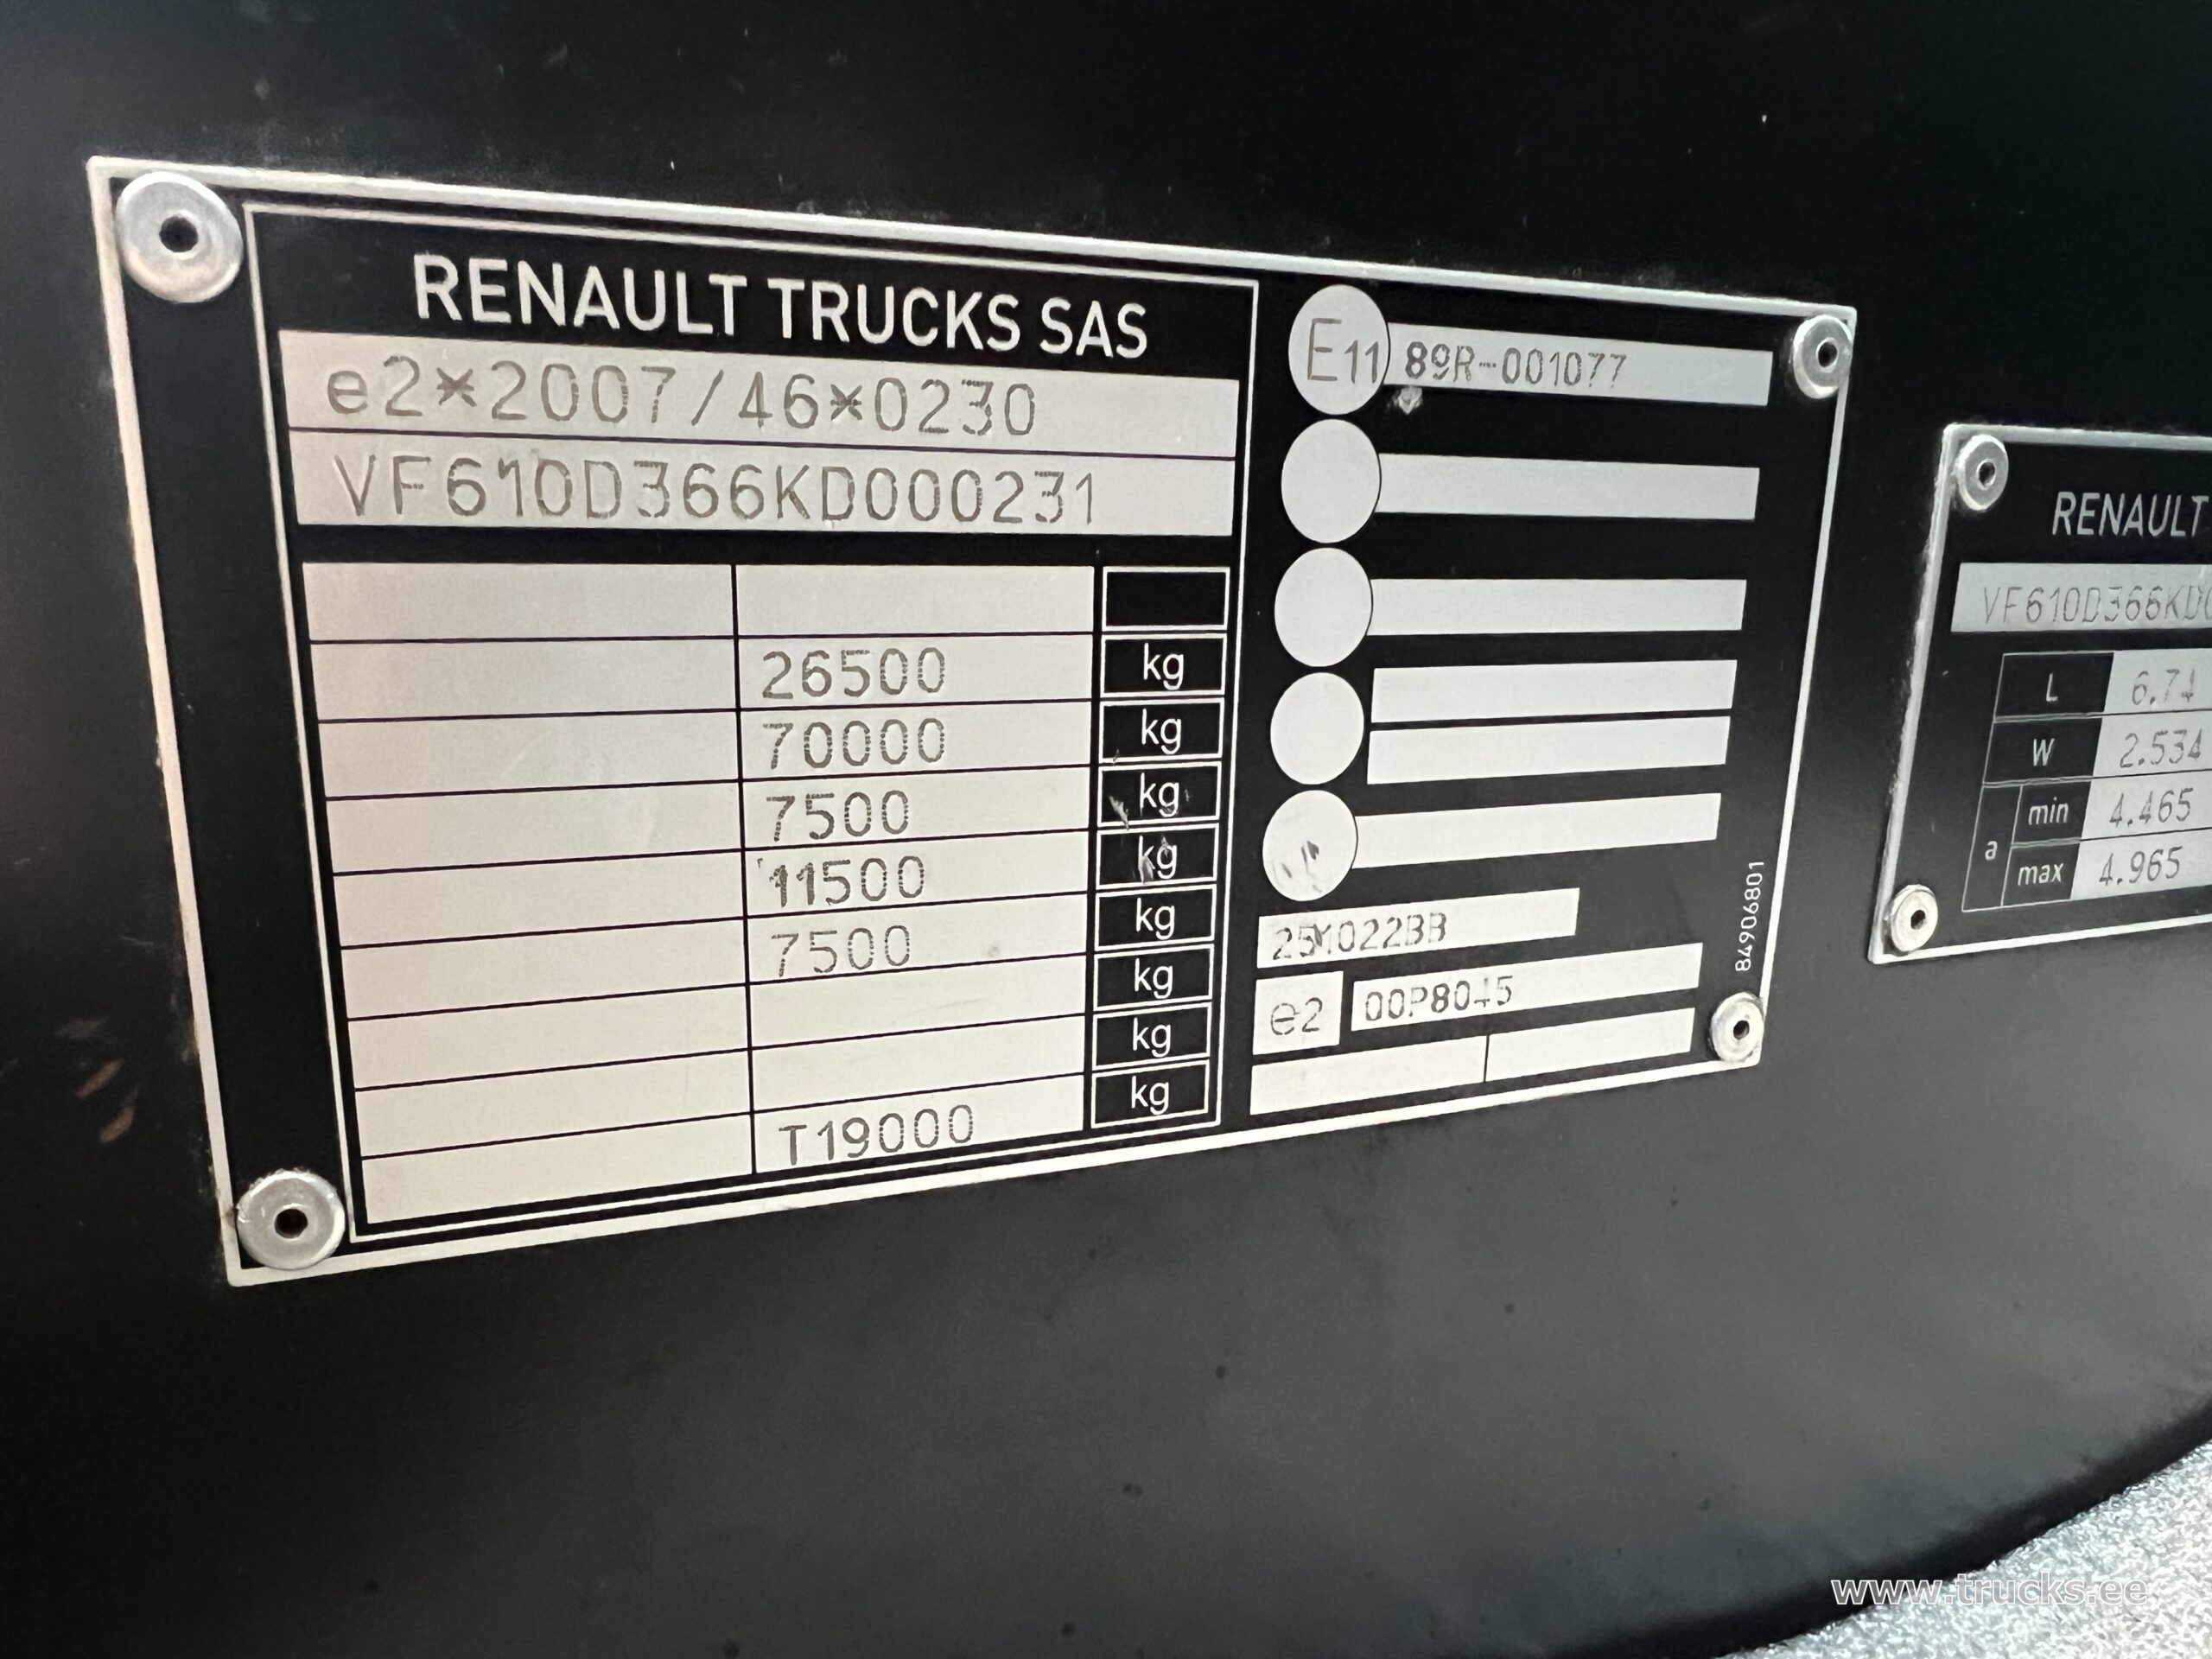 RENAULT TRUCKS SAS
e2*2007/46*0230
VF610D366KD000231
26500 kg
70000 kg
7500 kg
11500 kg
7500 kg
kg
kg
T19000 kg
E11 89R-001077
25M022BB
e2 00P8045
84906801
RENAULT
VF610D366KD0
L 6.71
W 2.534
a
min 4.465
max 4.965
www.trucks.ee